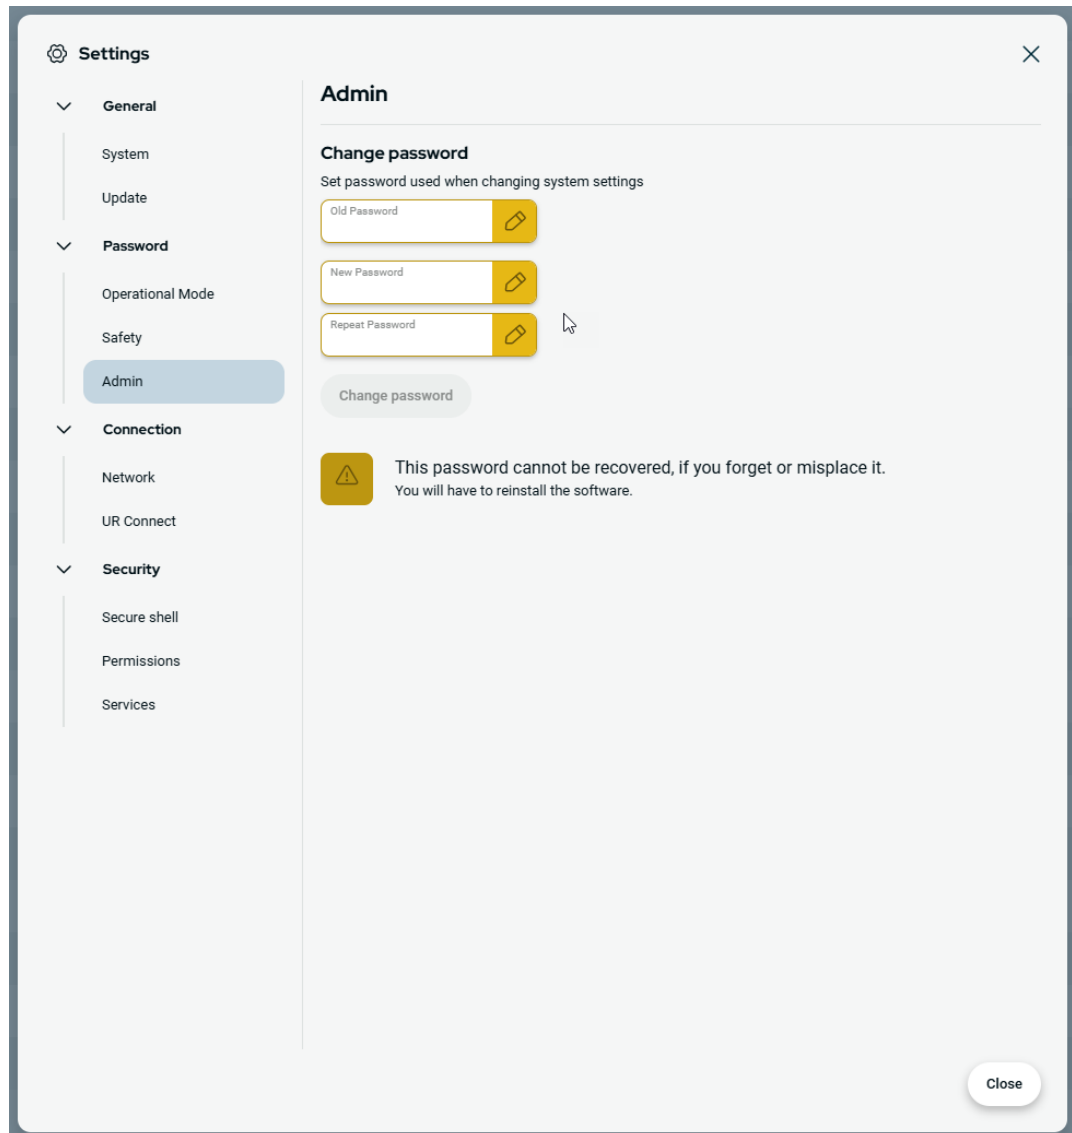 Settings
General
System
Update
Password
Operational Mode
Safety
Admin
Connection
Network
UR Connect
Security
Secure shell
Permissions
Services
Admin
Change password
Set password used when changing system settings
Old Password
New Password
Repeat Password
Change password
This password cannot be recovered, if you forget or misplace it.
You will have to reinstall the software.
Close